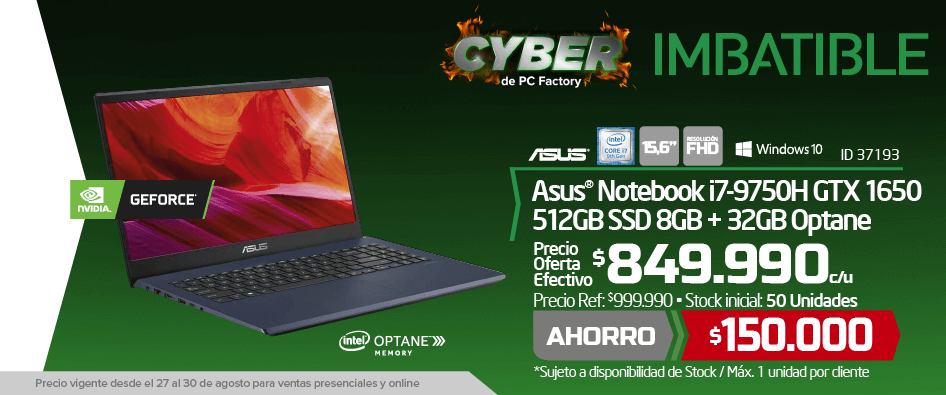 CYBER
de PC Factory
IMBATIBLE
ASUS
intel
CORE i7
9th Gen
15,6"
RESOLUCIÓN
FHD
Windows 10
ID 37193
Asus® Notebook i7-9750H GTX 1650
512GB SSD 8GB + 32GB Optane
Precio
Oferta
Efectivo
$849.990 c/u
Precio Ref: $999.990 ▪ Stock inicial: 50 Unidades
AHORRO
$150.000
*Sujeto a disponibilidad de Stock / Máx. 1 unidad por cliente
NVIDIA.
GEFORCE®
ASUS
intel OPTANE
MEMORY
Precio vigente desde el 27 al 30 de agosto para ventas presenciales y online